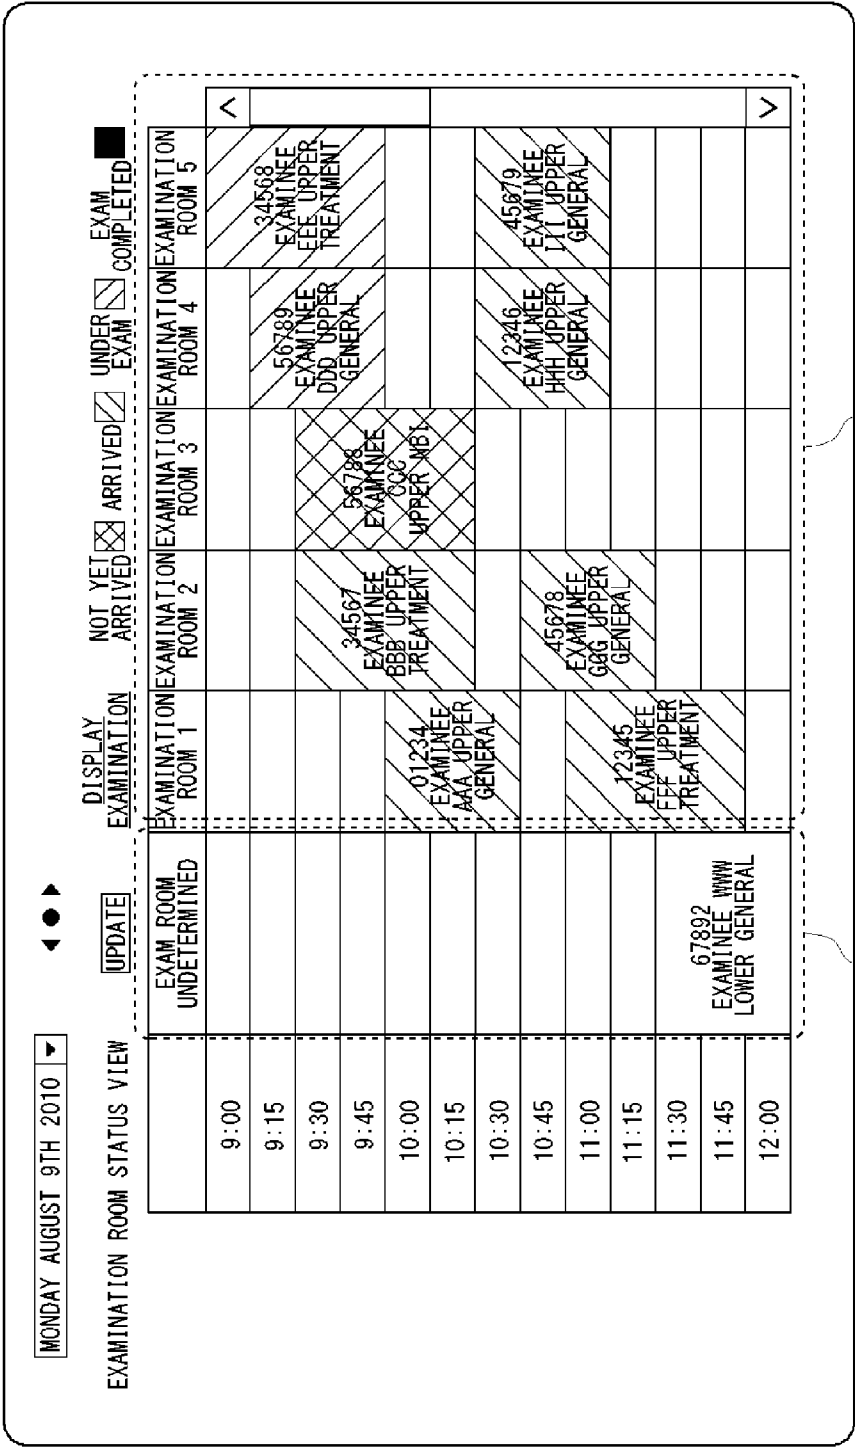 MONDAY AUGUST 9TH 2010
EXAMINATION ROOM STATUS VIEW
UPDATE
DISPLAY
EXAMINATION
NOT YET
ARRIVED
ARRIVED
UNDER
EXAM
EXAM
COMPLETED
EXAM ROOM
UNDETERMINED
EXAMINATION
ROOM 1
EXAMINATION
ROOM 2
EXAMINATION
ROOM 3
EXAMINATION
ROOM 4
EXAMINATION
ROOM 5
9:00
9:15
9:30
9:45
10:00
10:15
10:30
10:45
11:00
11:15
11:30
11:45
12:00
67892
EXAMINEE WWW
LOWER GENERAL
01234
EXAMINEE
AAA UPPER
GENERAL
12345
EXAMINEE
FFF UPPER
TREATMENT
34567
EXAMINEE
BBB UPPER
TREATMENT
45678
EXAMINEE
GGG UPPER
GENERAL
56788
EXAMINEE
CCC
UPPER NBI
56789
EXAMINEE
DDD UPPER
GENERAL
12346
EXAMINEE
HHH UPPER
GENERAL
34568
EXAMINEE
EEE UPPER
TREATMENT
45679
EXAMINEE
III UPPER
GENERAL